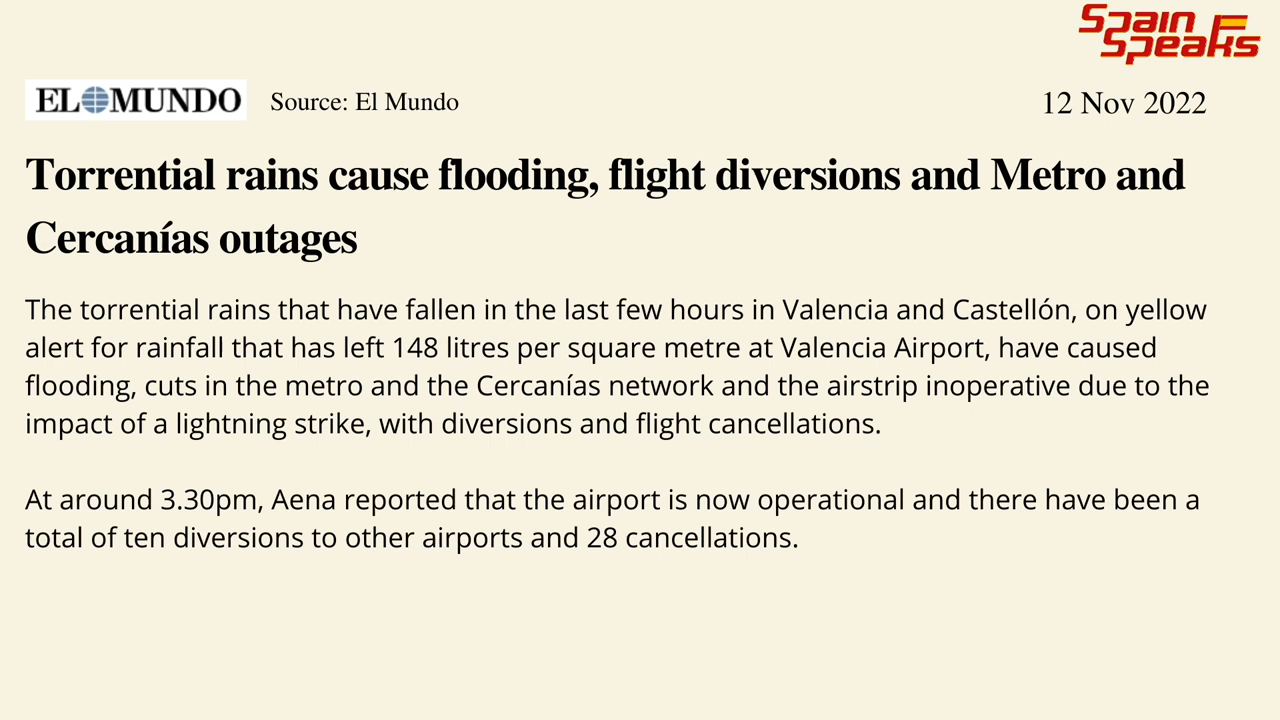 Spain
Speaks
EL MUNDO
Source: El Mundo
12 Nov 2022
Torrential rains cause flooding, flight diversions and Metro and
Cercanías outages
The torrential rains that have fallen in the last few hours in Valencia and Castellón, on yellow
alert for rainfall that has left 148 litres per square metre at Valencia Airport, have caused
flooding, cuts in the metro and the Cercanías network and the airstrip inoperative due to the
impact of a lightning strike, with diversions and flight cancellations.
At around 3.30pm, Aena reported that the airport is now operational and there have been a
total of ten diversions to other airports and 28 cancellations.